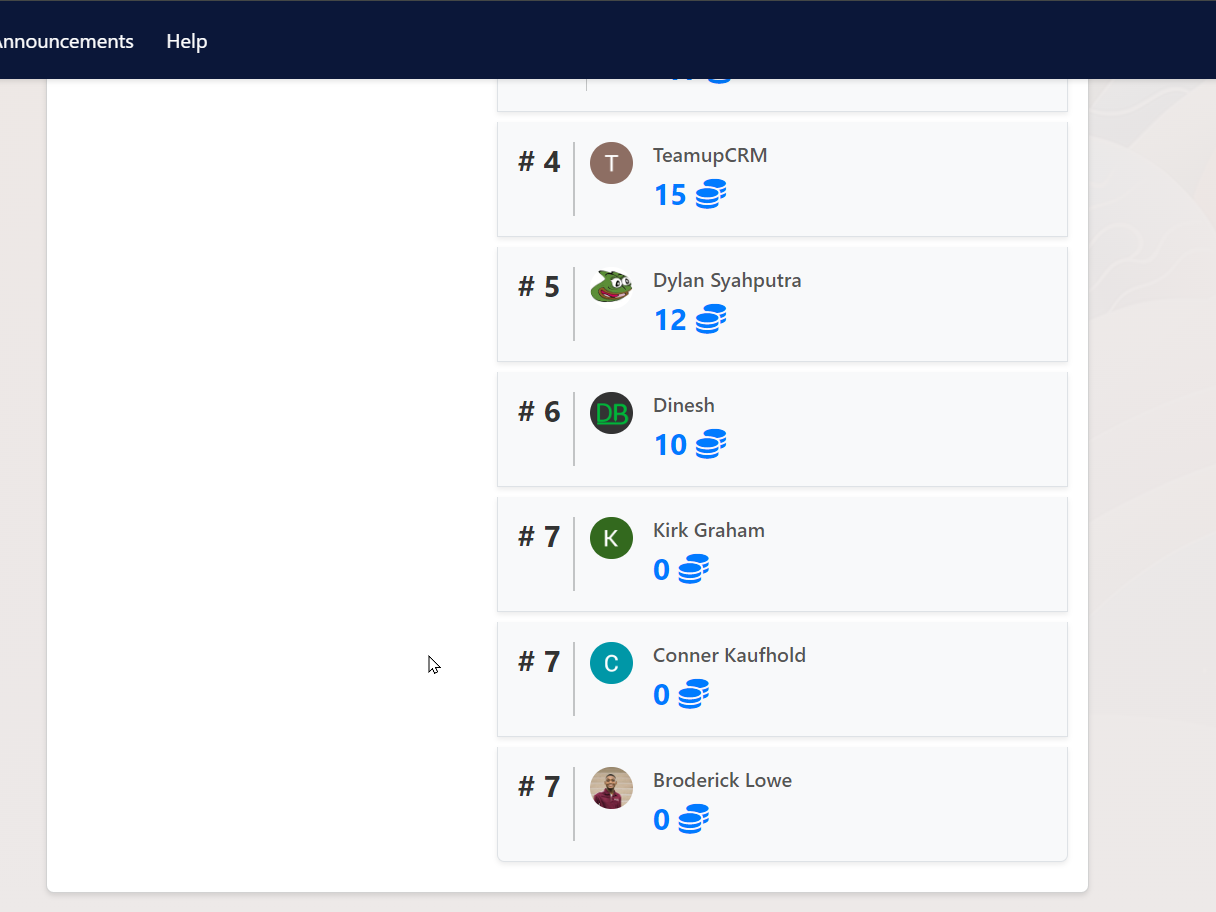 Announcements Help
# 4
T
TeamupCRM
15
# 5
Dylan Syahputra
12
# 6
DB
Dinesh
10
# 7
K
Kirk Graham
0
# 7
C
Conner Kaufhold
0
# 7
Broderick Lowe
0